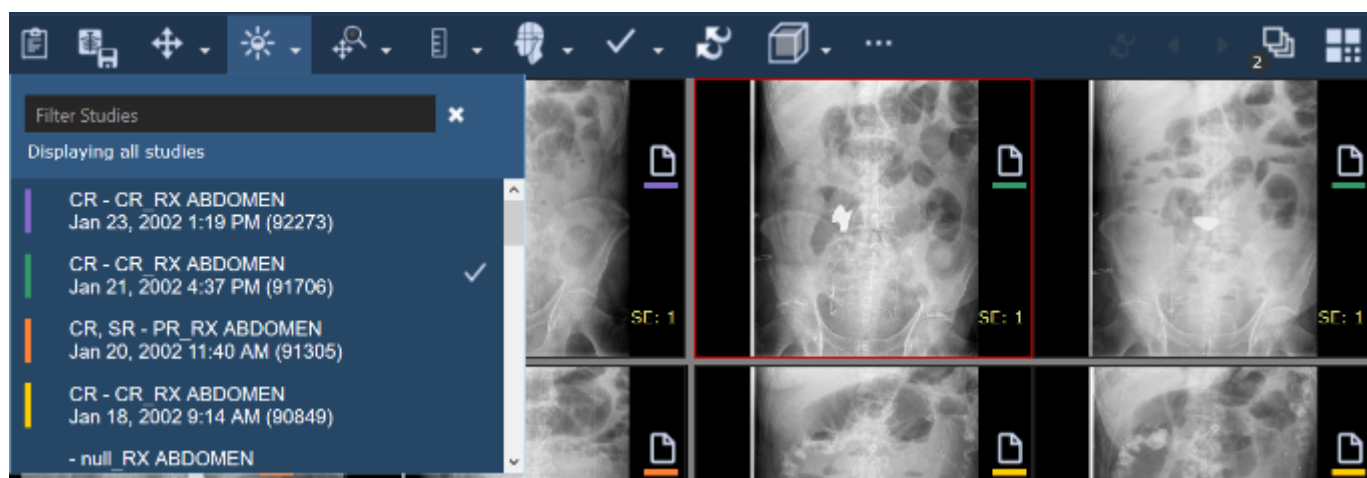 2
Filter Studies
Displaying all studies
CR - CR_RX ABDOMEN
Jan 23, 2002 1:19 PM (92273)
CR - CR_RX ABDOMEN
Jan 21, 2002 4:37 PM (91706)
CR, SR - PR_RX ABDOMEN
Jan 20, 2002 11:40 AM (91305)
CR - CR_RX ABDOMEN
Jan 18, 2002 9:14 AM (90849)
- null_RX ABDOMEN
SE: 1
SE: 1
SE: 1